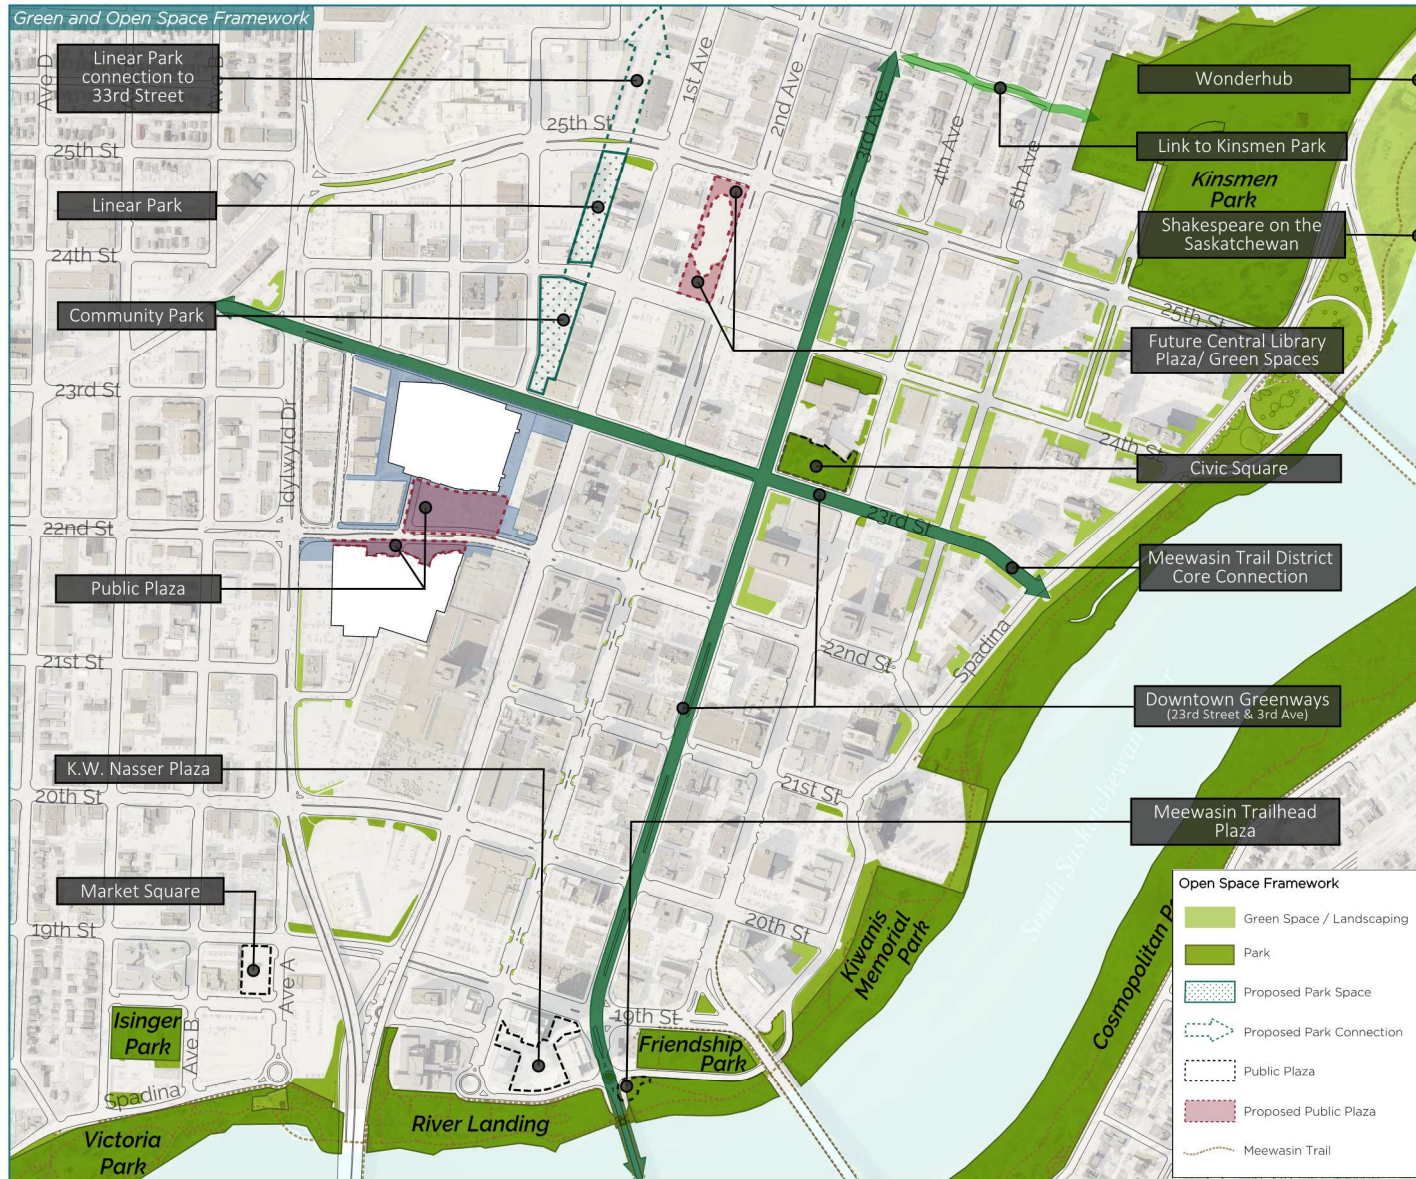 Green and Open Space Framework
Linear Park
connection to
33rd Street
Ave D
1st Ave
2nd Ave
3rd Ave
4th Ave
5th Ave
Wonderhub
25th St
25th St
Link to Kinsmen Park
Kinsmen
Park
Linear Park
Shakespeare on the
Saskatchewan
24th St
Community Park
25th St
Future Central Library
Plaza/ Green Spaces
23rd St
Idylwyld Dr
24th St
Civic Square
22nd St
23rd St
Meewasin Trail District
Core Connection
Public Plaza
Spadina
22nd St
21st St
Downtown Greenways
(23rd Street & 3rd Ave)
South Saskatchewan
K.W. Nasser Plaza
20th St
21st St
Meewasin Trailhead
Plaza
Market Square
19th St
20th St
Kiwanis
Memorial
Park
Ave A
Ave B
Isinger
Park
19th St
Friendship
Park
Cosmopolitan
Spadina
River Landing
Victoria
Park
Open Space Framework
Green Space / Landscaping
Park
Proposed Park Space
Proposed Park Connection
Public Plaza
Proposed Public Plaza
Meewasin Trail